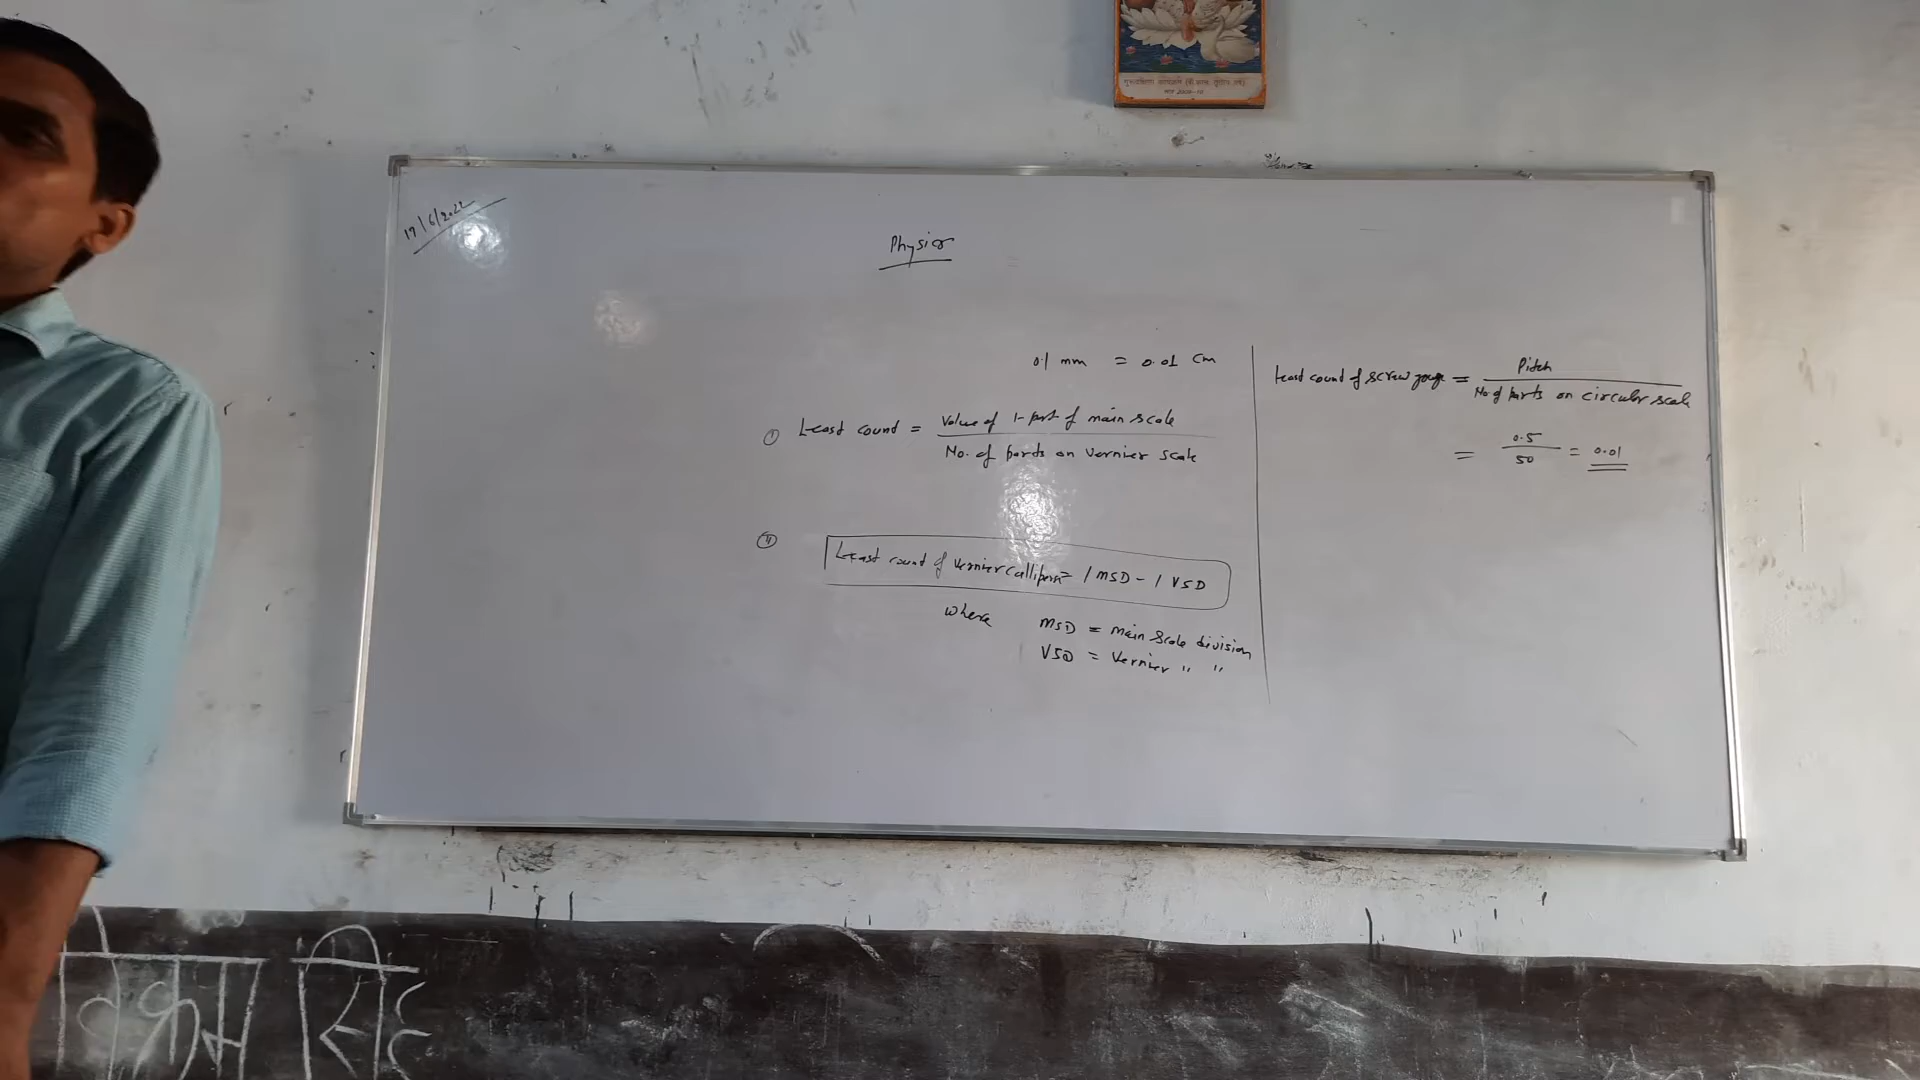 17/6/2022
Physics
0.1 mm = 0.01 cm
① Least count = Value of 1-part of main scale
No. of parts on vernier scale
② Least count of vernier callipers = 1 MSD - 1 VSD
where MSD = main scale division
VSD = Vernier " "
Least count of screw gauge = Pitch
No of parts on circular scale
= 0.5
50
= 0.01
विक्रम सिंह